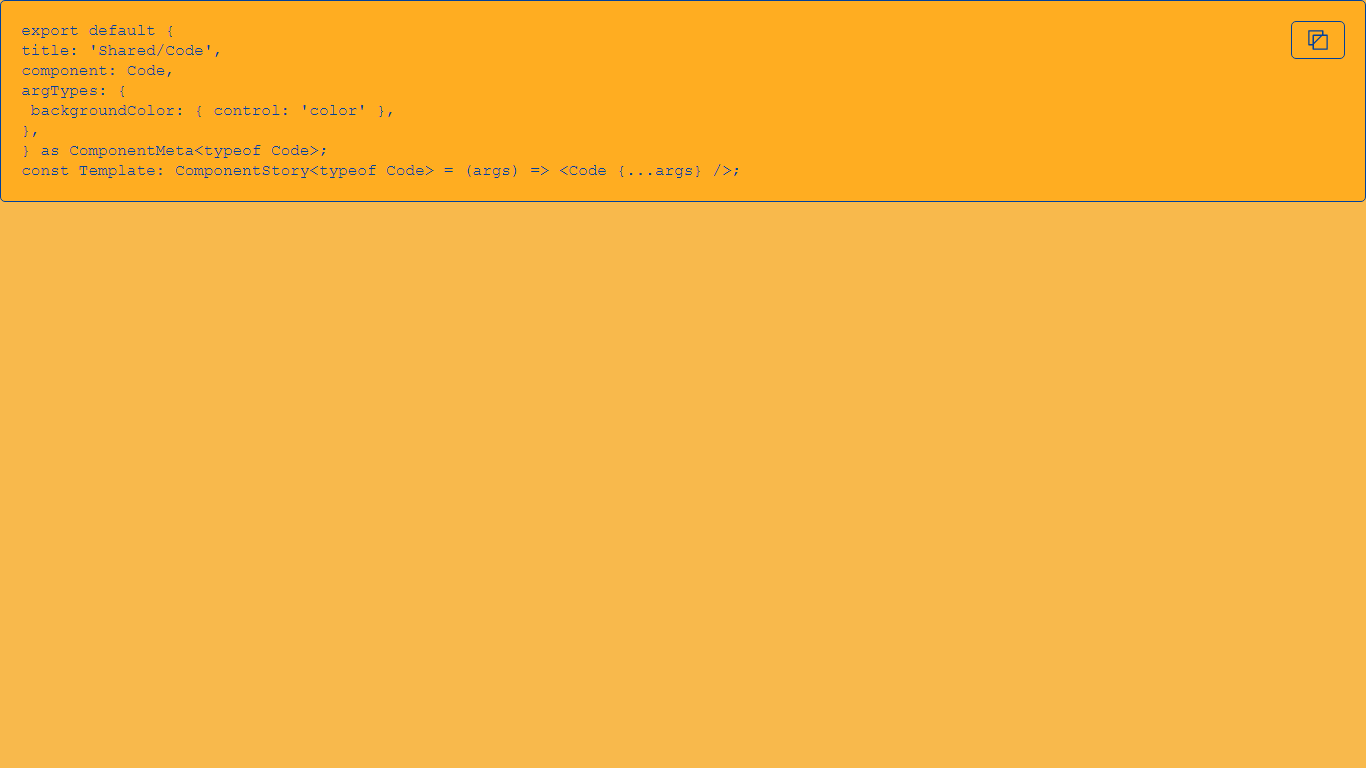 export default {
title: 'Shared/Code',
component: Code,
argTypes: {
 backgroundColor: { control: 'color' },
},
} as ComponentMeta<typeof Code>;
const Template: ComponentStory<typeof Code> = (args) => <Code {...args} />;